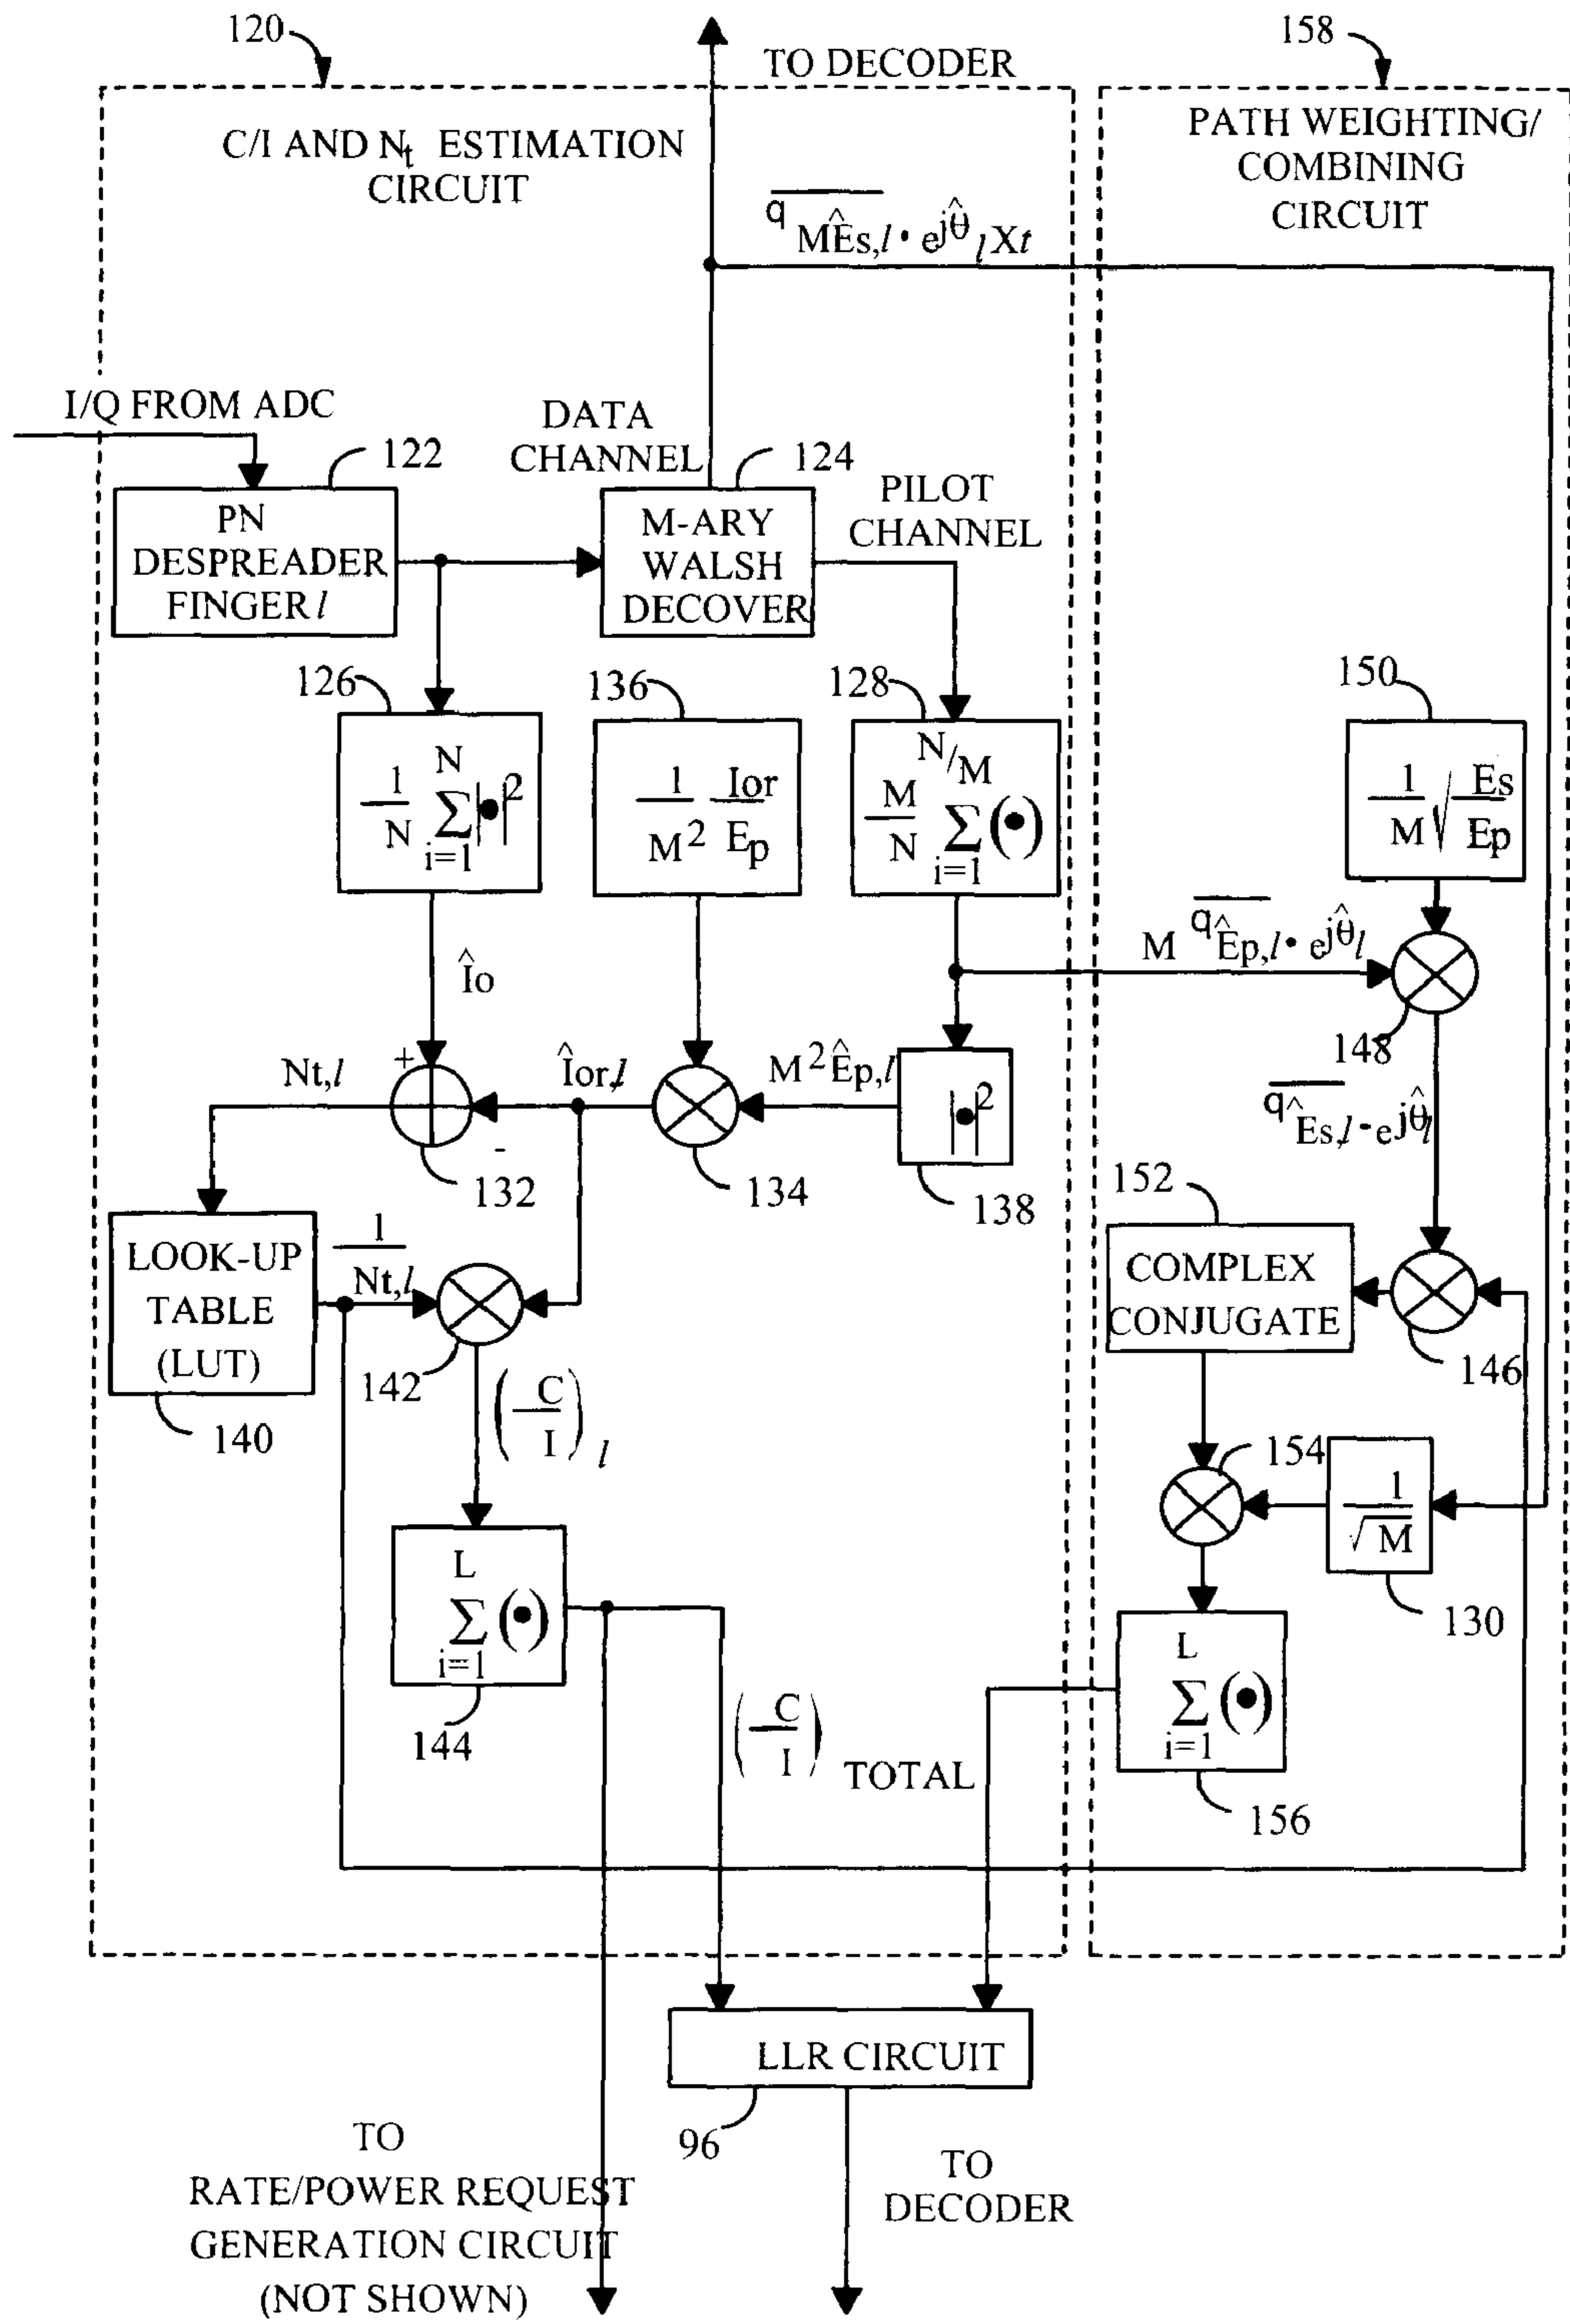 120
158
TO DECODER
C/I AND Nt ESTIMATION
CIRCUIT
PATH WEIGHTING/
COMBINING
CIRCUIT
q MÊs,l • e^jθ̂ l Xt
I/Q FROM ADC
DATA
CHANNEL
122
124
PILOT
CHANNEL
PN
DESPREADER
FINGER l
M-ARY
WALSH
DECOVER
126
136
128
150
1/N N Σ i=1 |•|²
1/M² Ior/Ep
M/N N/M Σ i=1 (•)
1/M √Es/Ep
Îo
M q Êp,l • e^jθ̂ l
148
Nt,l
+
-
Îor,l
M² Êp,l
|•|²
q Ês,l • e^jθ̂ l
132
134
138
152
LOOK-UP
TABLE
(LUT)
1/Nt,l
COMPLEX
CONJUGATE
142
146
140
(C/I) l
154
1/√M
130
L Σ i=1 (•)
144
L Σ i=1 (•)
156
(C/I) TOTAL
LLR CIRCUIT
96
TO
RATE/POWER REQUEST
GENERATION CIRCUIT
(NOT SHOWN)
TO
DECODER